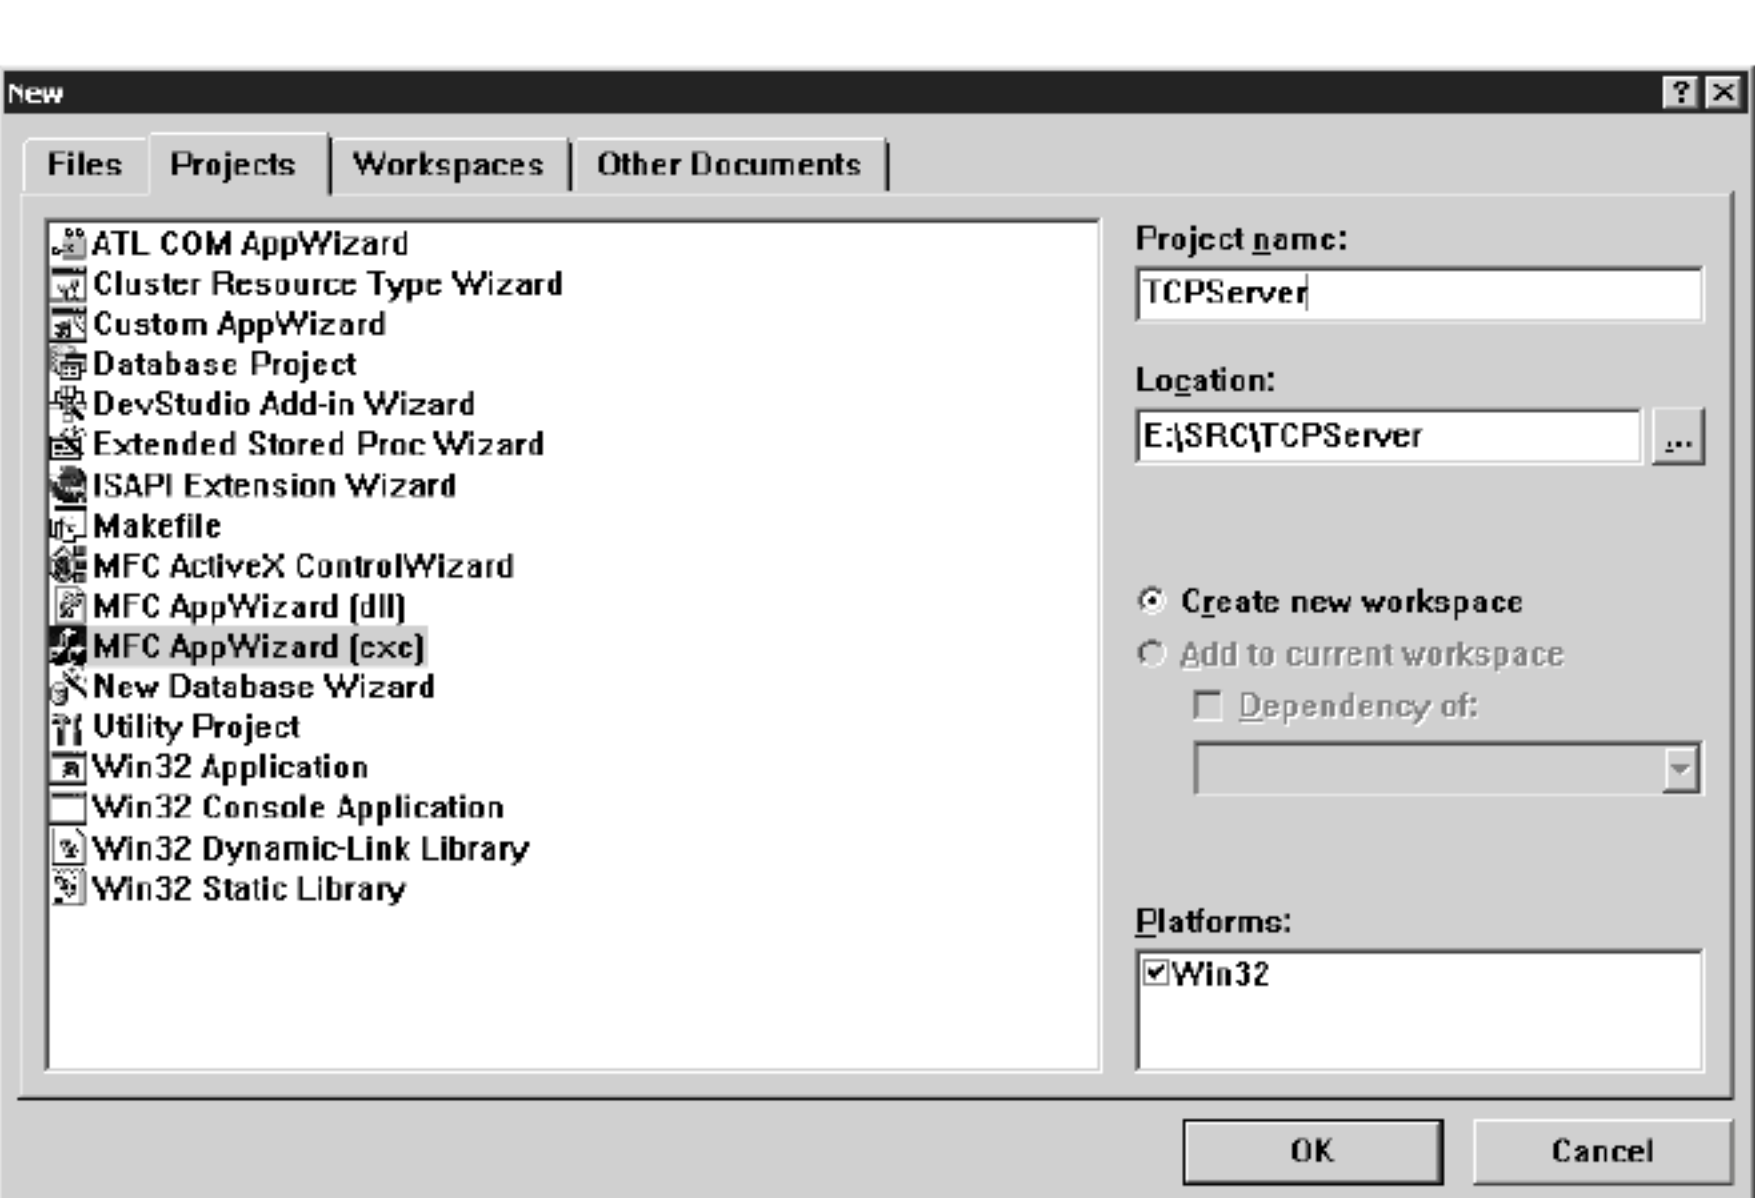 New
Files Projects Workspaces Other Documents
ATL COM AppWizard
Cluster Resource Type Wizard
Custom AppWizard
Database Project
DevStudio Add-in Wizard
Extended Stored Proc Wizard
ISAPI Extension Wizard
Makefile
MFC ActiveX ControlWizard
MFC AppWizard (dll)
MFC AppWizard (exe)
New Database Wizard
Utility Project
Win32 Application
Win32 Console Application
Win32 Dynamic-Link Library
Win32 Static Library
Project name:
TCPServer
Location:
E:\SRC\TCPServer
...
Create new workspace
Add to current workspace
Dependency of:
Platforms:
Win32
OK Cancel